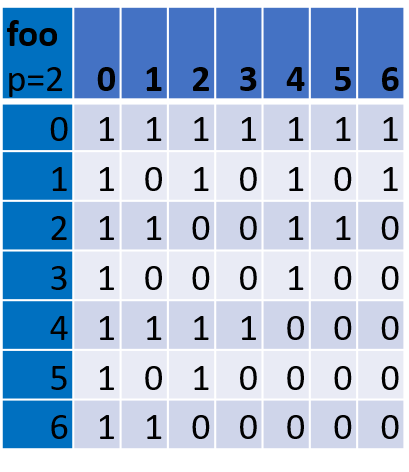 foo
p=2 0 1 2 3 4 5 6
0 1 1 1 1 1 1 1
1 1 0 1 0 1 0 1
2 1 1 0 0 1 1 0
3 1 0 0 0 1 0 0
4 1 1 1 1 0 0 0
5 1 0 1 0 0 0 0
6 1 1 0 0 0 0 0